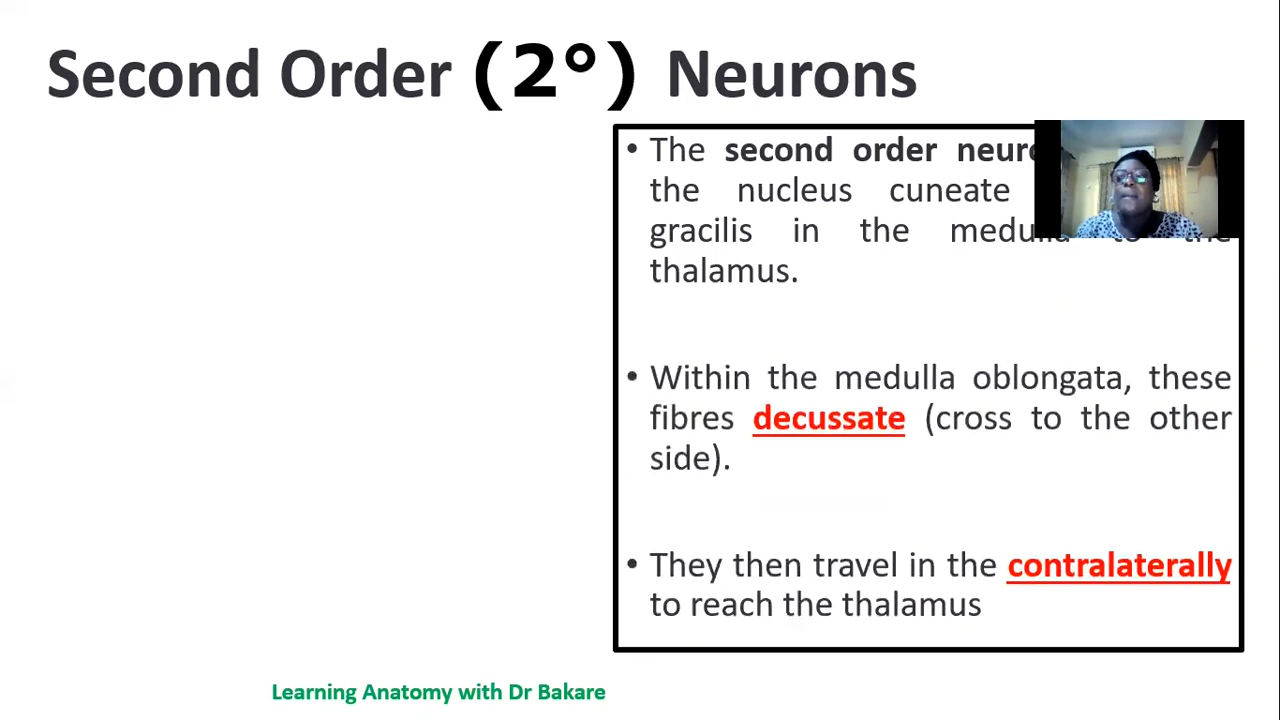 Second Order (2°) Neurons
• The second order
the nucleus cuneate
gracilis in the medulla to the
thalamus.
• Within the medulla oblongata, these
fibres decussate (cross to the other
side).
• They then travel in the contralaterally
to reach the thalamus
Learning Anatomy with Dr Bakare